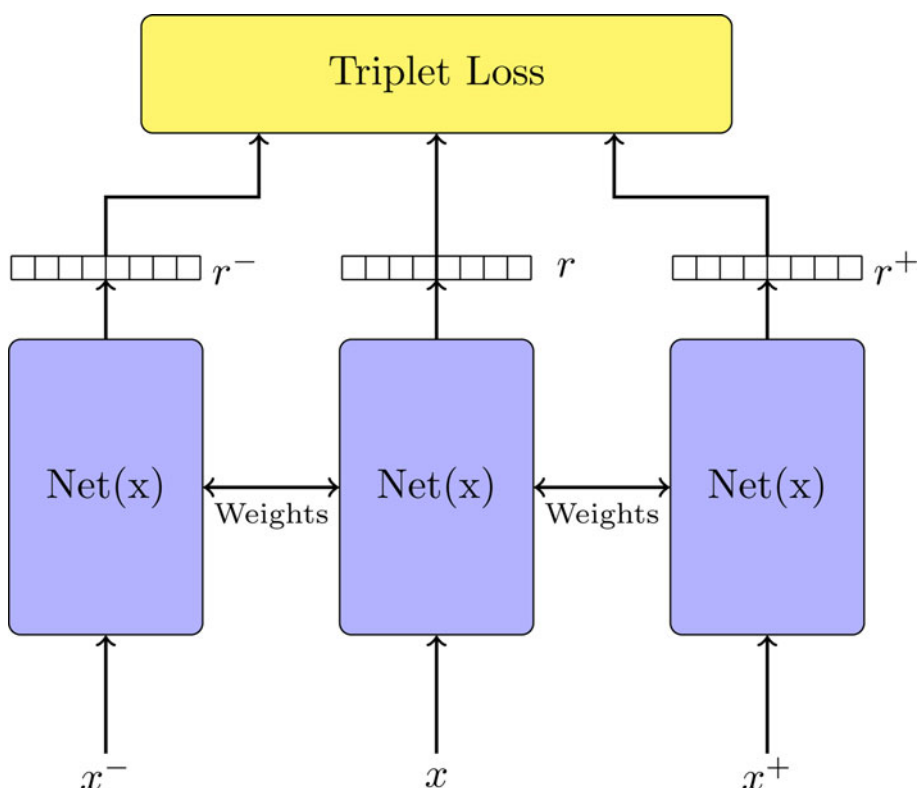 Triplet Loss
r⁻ r r⁺
Net(x) Net(x) Net(x)
Weights Weights
x⁻ x x⁺